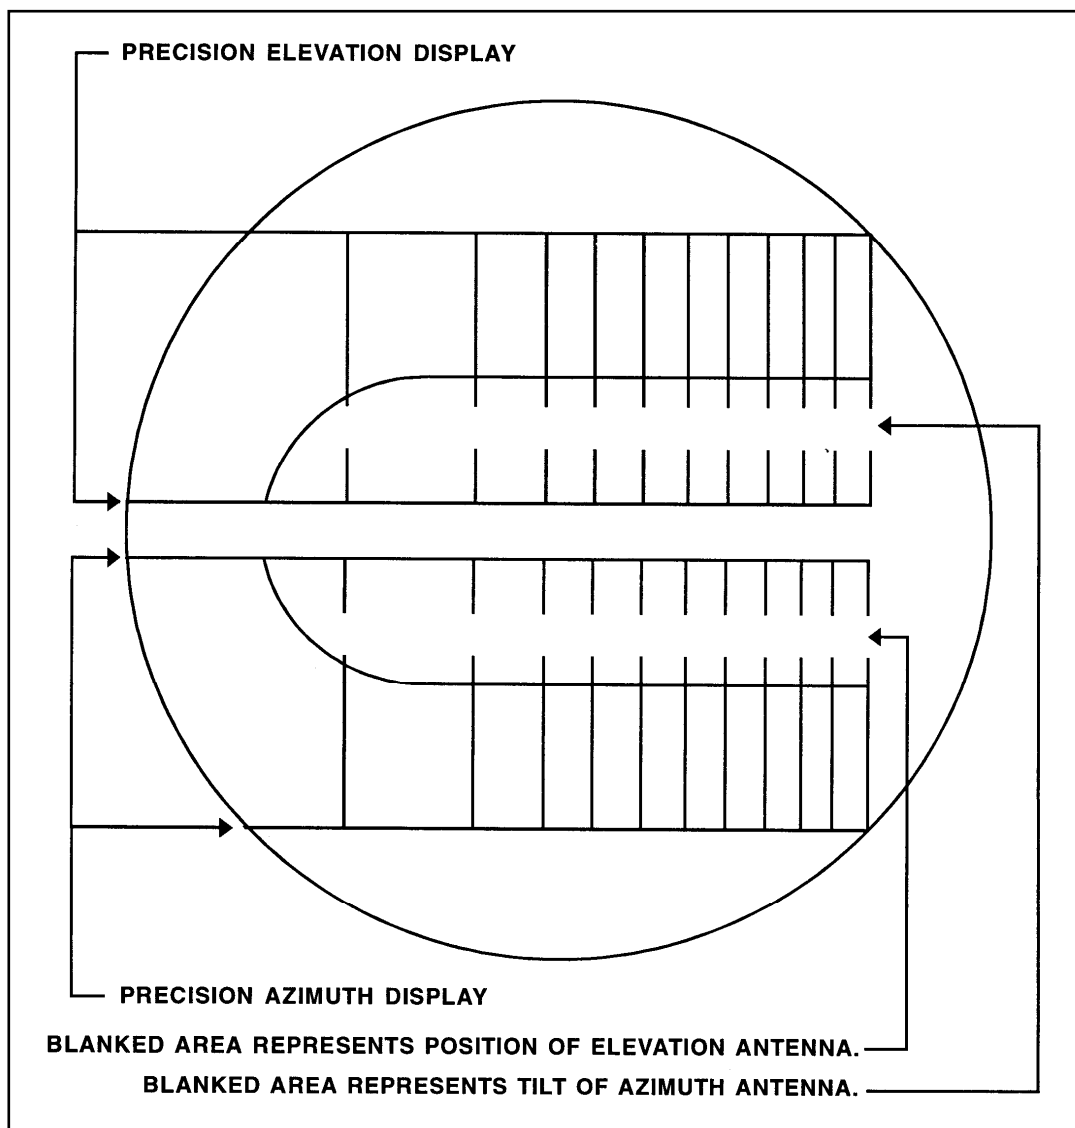 PRECISION ELEVATION DISPLAY
PRECISION AZIMUTH DISPLAY
BLANKED AREA REPRESENTS POSITION OF ELEVATION ANTENNA.
BLANKED AREA REPRESENTS TILT OF AZIMUTH ANTENNA.